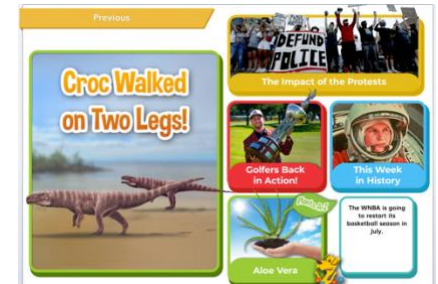 Previous
Croc Walked
on Two Legs!
DEFUND
POLICE
The Impact of the Protests
Golfers Back
in Action!
This Week
in History
Plants A-Z
Aloe Vera
The WNBA is going
to restart its
basketball season in
July.